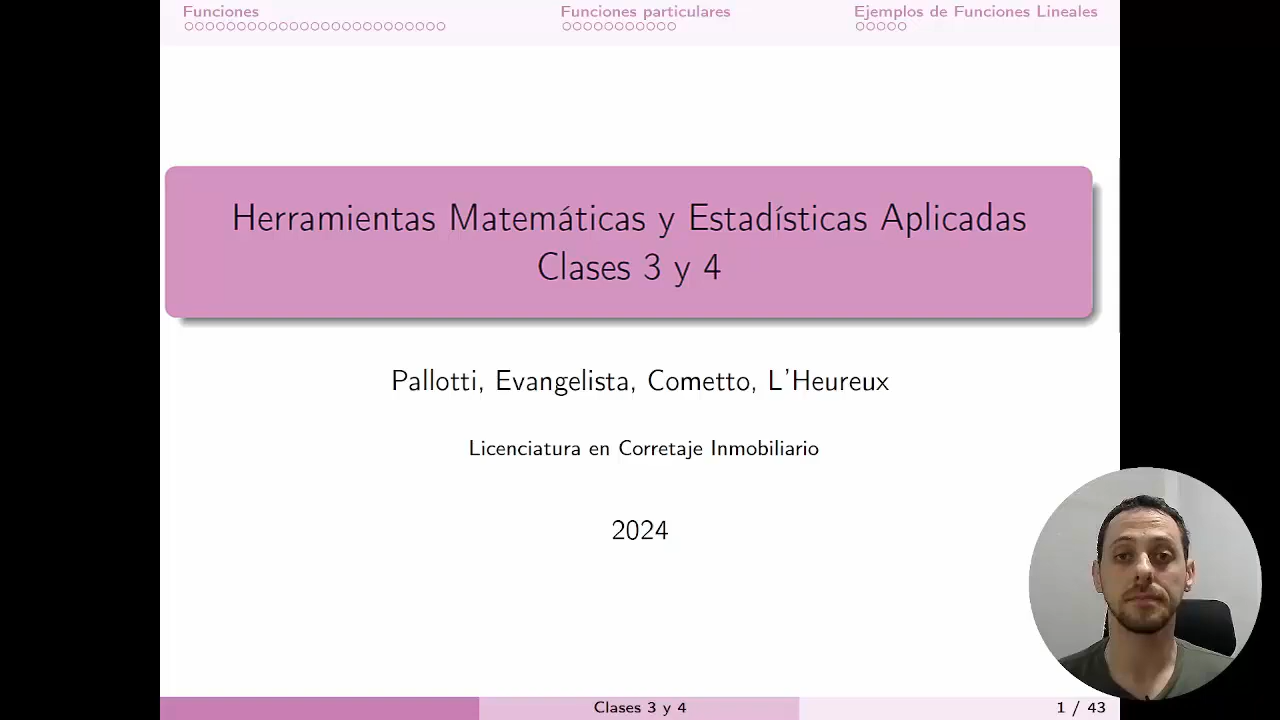 Funciones
Funciones particulares
Ejemplos de Funciones Lineales
Herramientas Matemáticas y Estadísticas Aplicadas
Clases 3 y 4
Pallotti, Evangelista, Cometto, L'Heureux
Licenciatura en Corretaje Inmobiliario
2024
Clases 3 y 4
1 / 43